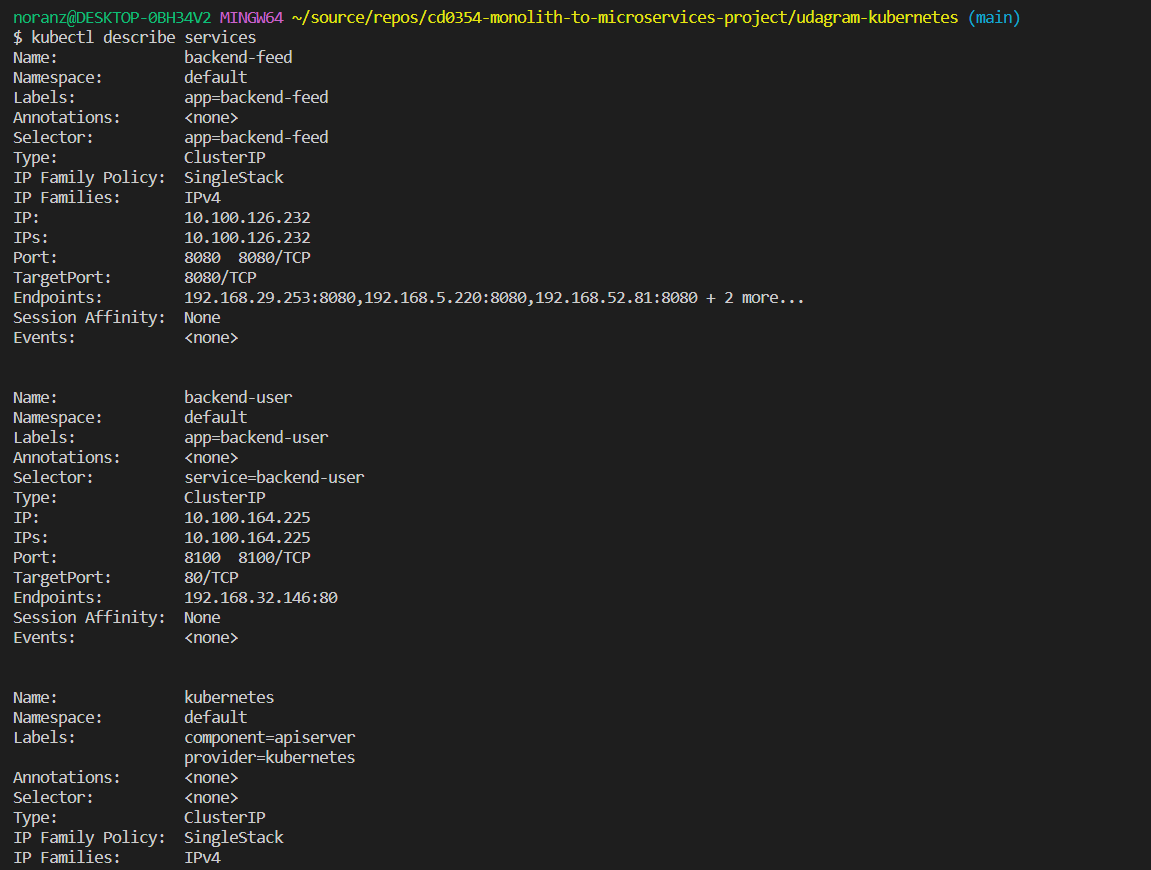 noranz@DESKTOP-0BH34V2 MINGW64 ~/source/repos/cd0354-monolith-to-microservices-project/udagram-kubernetes (main)
$ kubectl describe services
Name:              backend-feed
Namespace:         default
Labels:            app=backend-feed
Annotations:       <none>
Selector:          app=backend-feed
Type:              ClusterIP
IP Family Policy:  SingleStack
IP Families:       IPv4
IP:                10.100.126.232
IPs:               10.100.126.232
Port:              8080  8080/TCP
TargetPort:        8080/TCP
Endpoints:         192.168.29.253:8080,192.168.5.220:8080,192.168.52.81:8080 + 2 more...
Session Affinity:  None
Events:            <none>

Name:              backend-user
Namespace:         default
Labels:            app=backend-user
Annotations:       <none>
Selector:          service=backend-user
Type:              ClusterIP
IP:                10.100.164.225
IPs:               10.100.164.225
Port:              8100  8100/TCP
TargetPort:        80/TCP
Endpoints:         192.168.32.146:80
Session Affinity:  None
Events:            <none>

Name:              kubernetes
Namespace:         default
Labels:            component=apiserver
                   provider=kubernetes
Annotations:       <none>
Selector:          <none>
Type:              ClusterIP
IP Family Policy:  SingleStack
IP Families:       IPv4